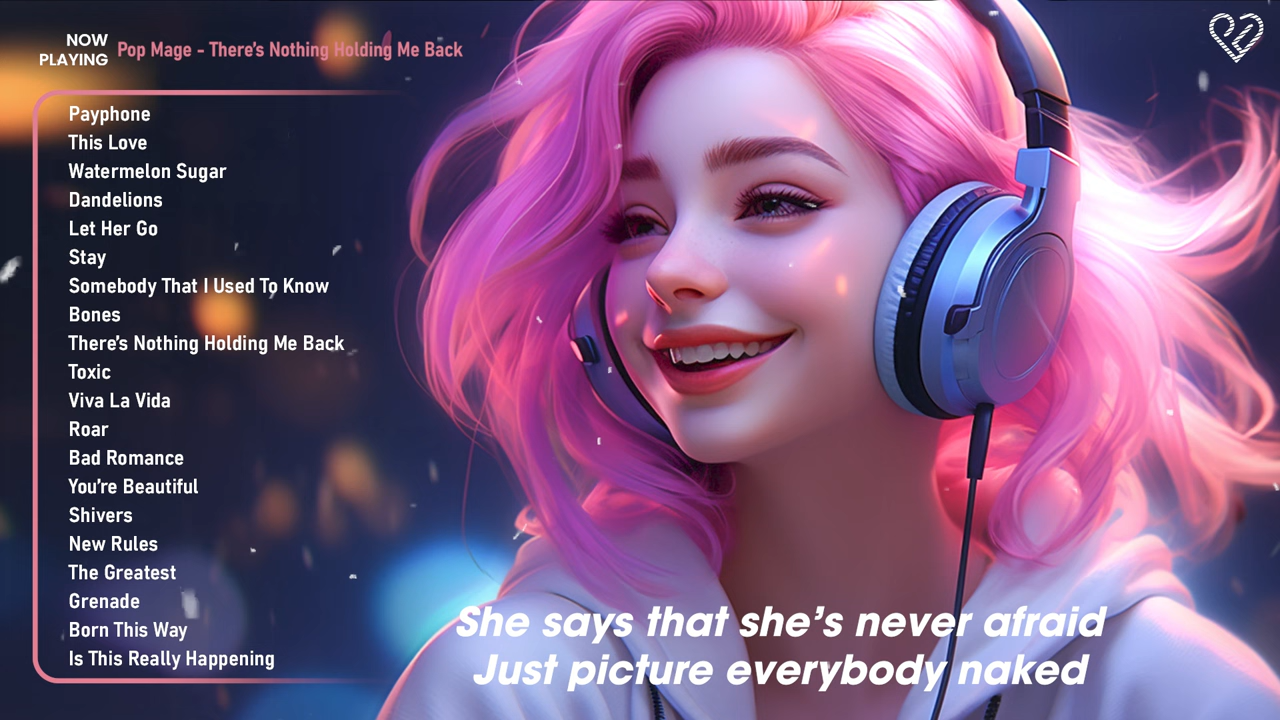 NOW
PLAYING
Pop Mage - There's Nothing Holding Me Back
Payphone
This Love
Watermelon Sugar
Dandelions
Let Her Go
Stay
Somebody That I Used To Know
Bones
There's Nothing Holding Me Back
Toxic
Viva La Vida
Roar
Bad Romance
You're Beautiful
Shivers
New Rules
The Greatest
Grenade
Born This Way
Is This Really Happening
She says that she's never afraid
Just picture everybody naked